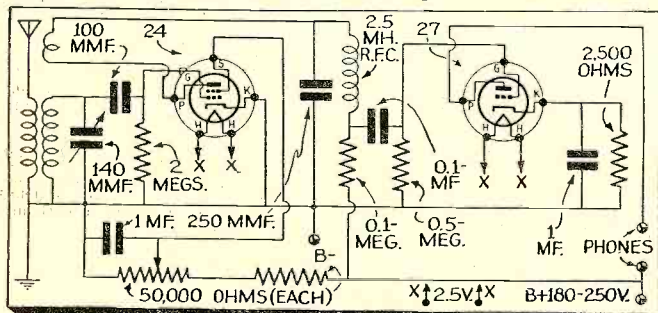 100
MMF.
24
2.5
MH.
R.F.C.
27
2,500
OHMS
G
S
P
K
H
H
X
X
G
P
K
H
H
X
X
140
MMF.
2
MEGS.
0.1-
MF.
1 MF.
250 MMF.
0.1-
MEG.
0.5-
MEG.
1
MF.
PHONES
B-
50,000 OHMS (EACH)
X 2.5V. X
B+180-250V.